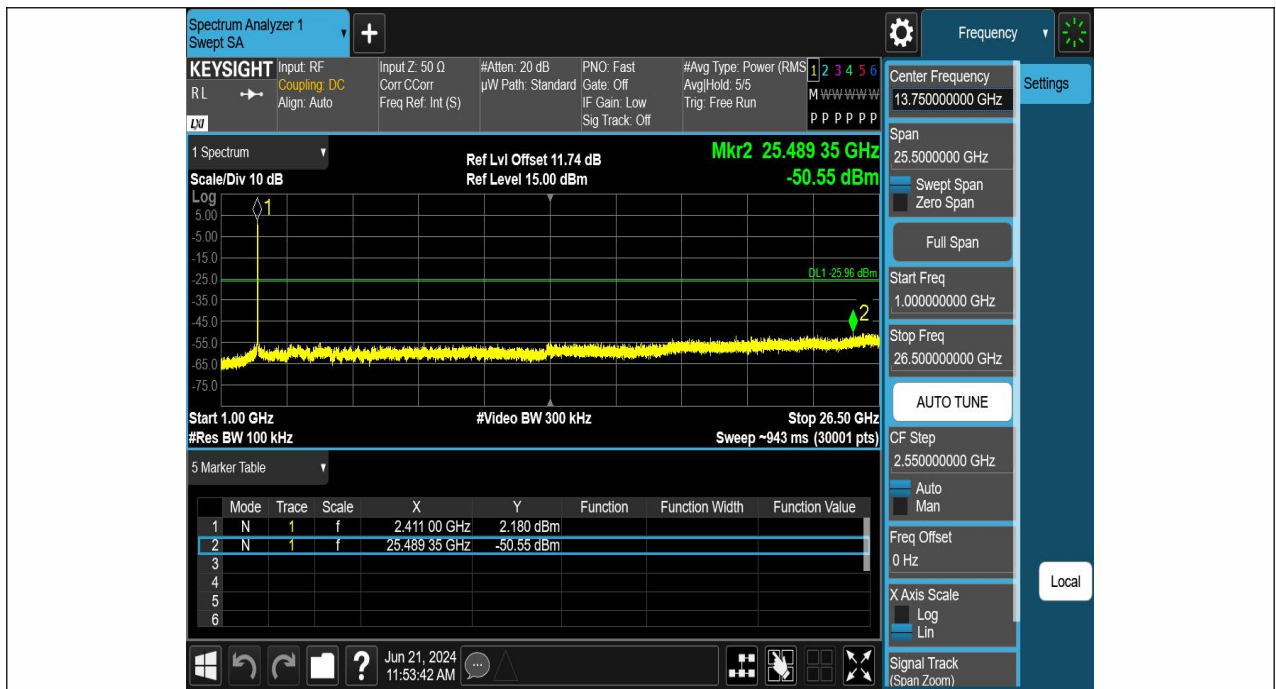 Spectrum Analyzer 1
Swept SA
+
Frequency
KEYSIGHT
RL
LXI
Input: RF
Coupling: DC
Align: Auto
Input Z: 50 Ω
Corr CCorr
Freq Ref: Int (S)
#Atten: 20 dB
µW Path: Standard
PNO: Fast
Gate: Off
IF Gain: Low
Sig Track: Off
#Avg Type: Power (RMS
Avg|Hold: 5/5
Trig: Free Run
1 2 3 4 5 6
M W W W W W
P P P P P P
1 Spectrum
Scale/Div 10 dB
Ref Lvl Offset 11.74 dB
Ref Level 15.00 dBm
Mkr2 25.489 35 GHz
-50.55 dBm
Log
5.00
-5.00
-15.0
-25.0
-35.0
-45.0
-55.0
-65.0
-75.0
1
DL1 -25.96 dBm
2
Start 1.00 GHz
#Video BW 300 kHz
Stop 26.50 GHz
#Res BW 100 kHz
Sweep ~943 ms (30001 pts)
5 Marker Table
Mode Trace Scale X Y Function Function Width Function Value
1 N 1 f 2.411 00 GHz 2.180 dBm
2 N 1 f 25.489 35 GHz -50.55 dBm
3
4
5
6
Jun 21, 2024
11:53:42 AM
Center Frequency
13.750000000 GHz
Settings
Span
25.5000000 GHz
Swept Span
Zero Span
Full Span
Start Freq
1.000000000 GHz
Stop Freq
26.500000000 GHz
AUTO TUNE
CF Step
2.550000000 GHz
Auto
Man
Freq Offset
0 Hz
Local
X Axis Scale
Log
Lin
Signal Track
(Span Zoom)